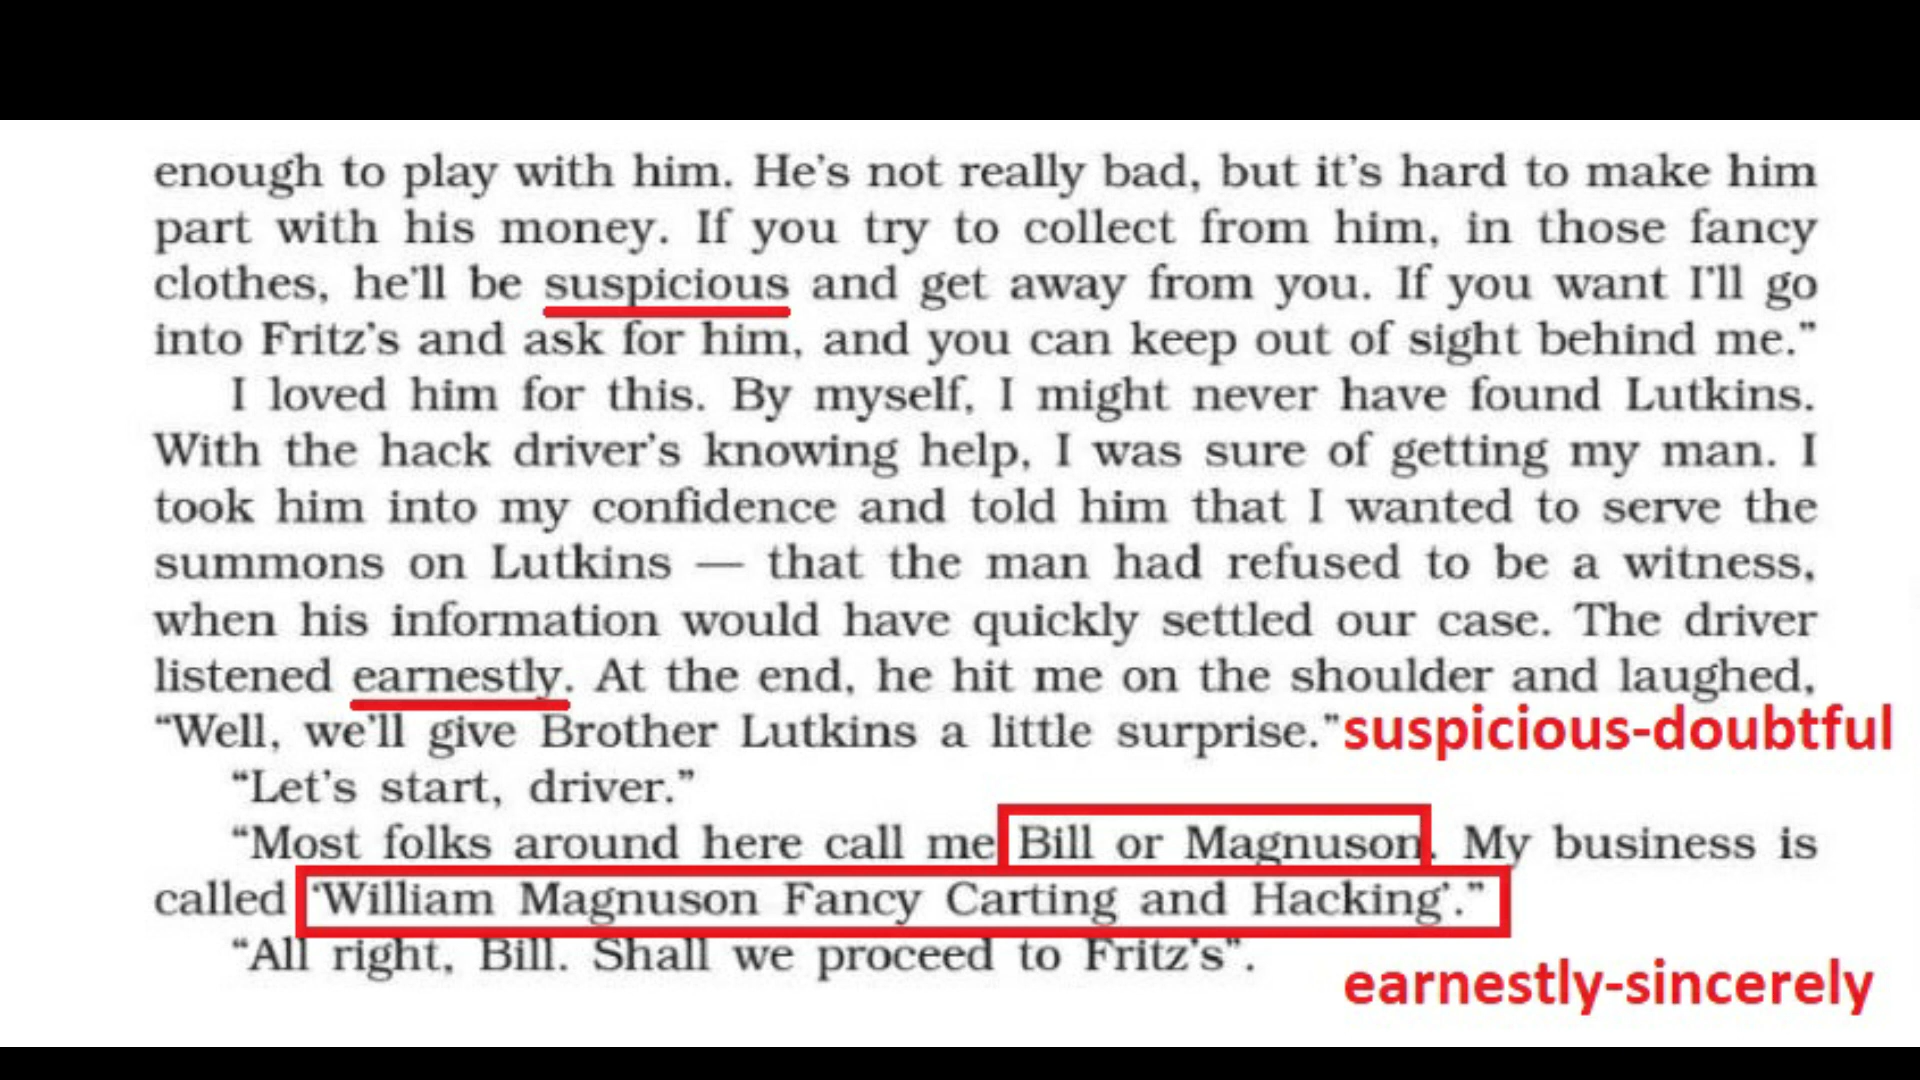 enough to play with him. He's not really bad, but it's hard to make him
part with his money. If you try to collect from him, in those fancy
clothes, he'll be suspicious and get away from you. If you want I'll go
into Fritz's and ask for him, and you can keep out of sight behind me.”
I loved him for this. By myself, I might never have found Lutkins.
With the hack driver's knowing help, I was sure of getting my man. I
took him into my confidence and told him that I wanted to serve the
summons on Lutkins — that the man had refused to be a witness,
when his information would have quickly settled our case. The driver
listened earnestly. At the end, he hit me on the shoulder and laughed,
“Well, we'll give Brother Lutkins a little surprise.”
suspicious-doubtful
“Let's start, driver.”
“Most folks around here call me Bill or Magnuson. My business is
called ‘William Magnuson Fancy Carting and Hacking’.”
“All right, Bill. Shall we proceed to Fritz's”.
earnestly-sincerely